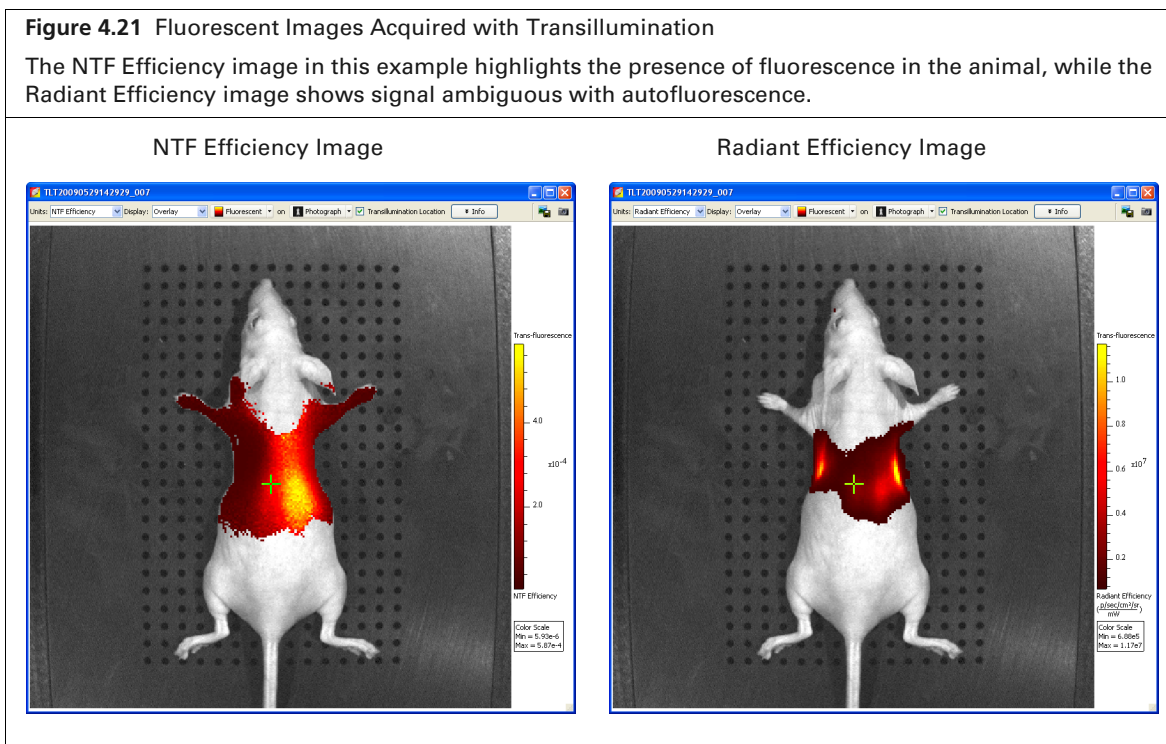 Figure 4.21 Fluorescent Images Acquired with Transillumination
The NTF Efficiency image in this example highlights the presence of fluorescence in the animal, while the
Radiant Efficiency image shows signal ambiguous with autofluorescence.
NTF Efficiency Image
TLT20090529142929_007
Units: NTF Efficiency Display: Overlay Fluorescent on Photograph Transillumination Location Info
Trans-fluorescence
4.0
x10-4
2.0
NTF Efficiency
Color Scale
Min = 5.93e-6
Max = 5.87e-4
Radiant Efficiency Image
TLT20090529142929_007
Units: Radiant Efficiency Display: Overlay Fluorescent on Photograph Transillumination Location Info
Trans-fluorescence
1.0
0.8
0.6 x10⁷
0.4
0.2
Radiant Efficiency
(p/sec/cm²/sr
mW)
Color Scale
Min = 6.88e5
Max = 1.17e7